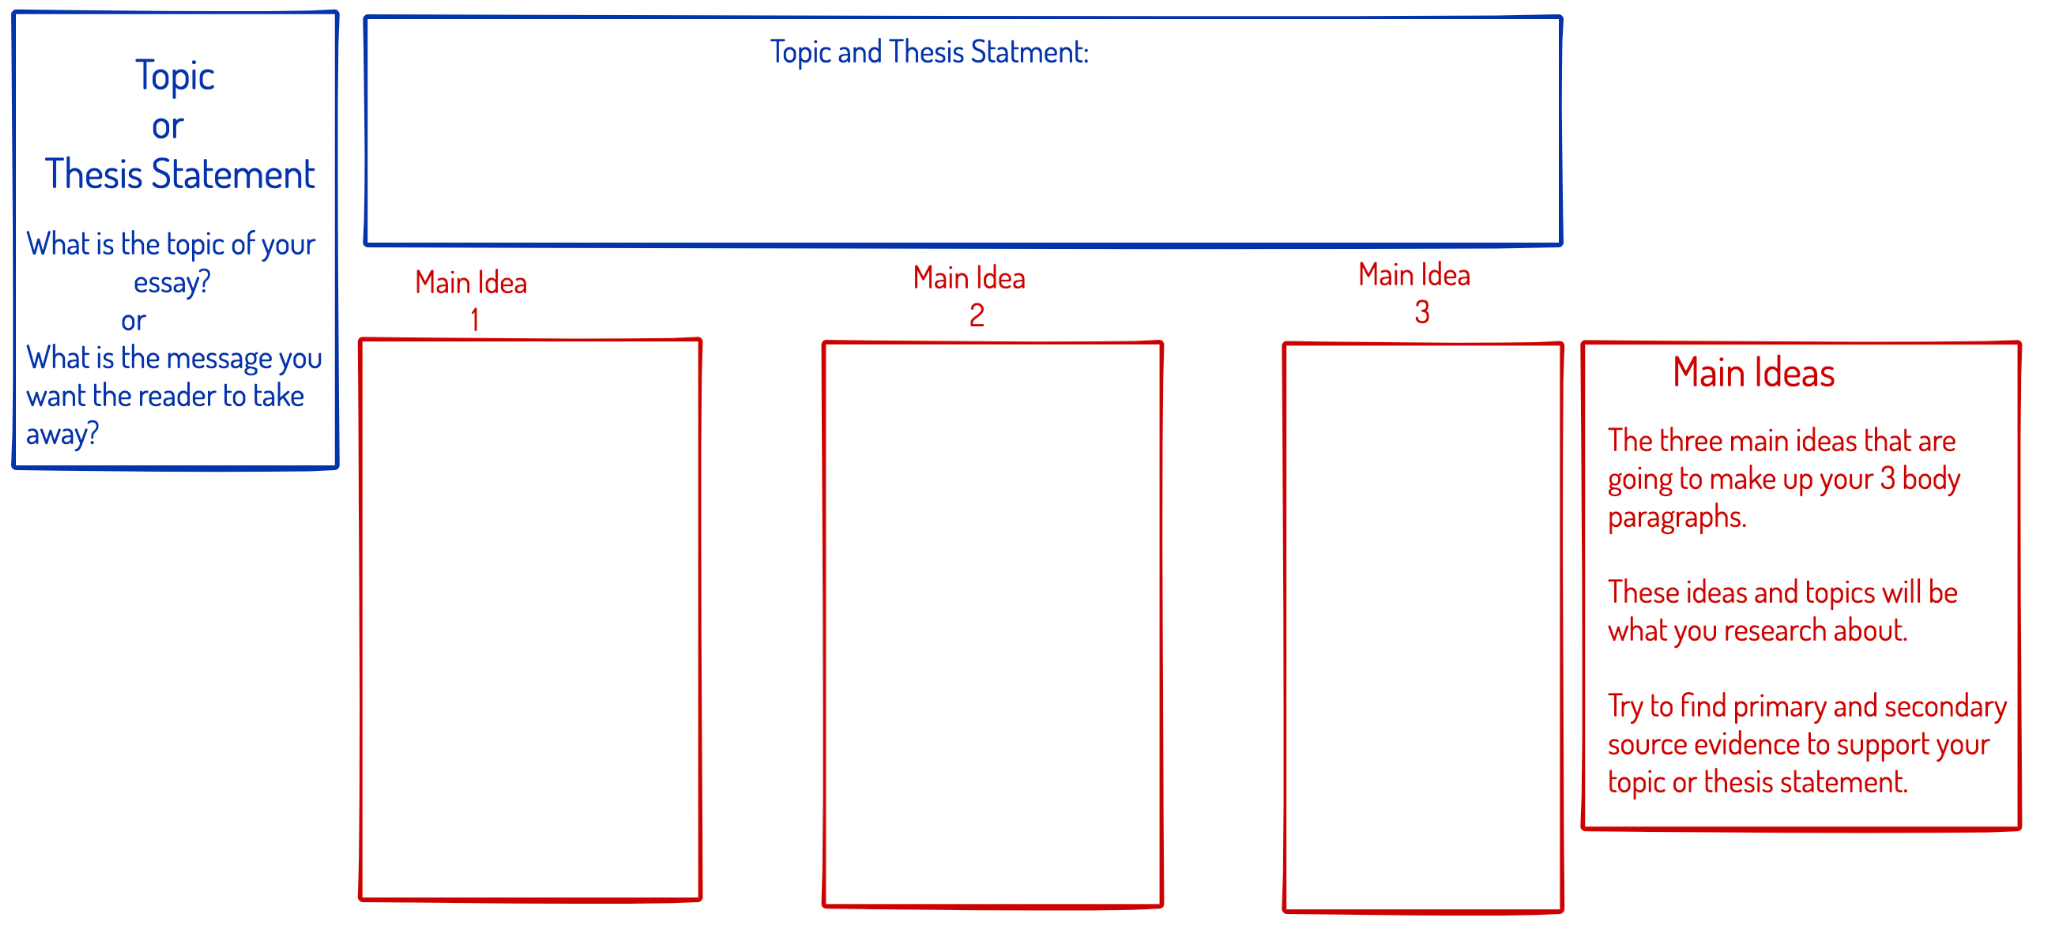 Topic
or
Thesis Statement
What is the topic of your
essay?
or
What is the message you
want the reader to take
away?
Topic and Thesis Statment:
Main Idea
1
Main Idea
2
Main Idea
3
Main Ideas
The three main ideas that are
going to make up your 3 body
paragraphs.
These ideas and topics will be
what you research about.
Try to find primary and secondary
source evidence to support your
topic or thesis statement.